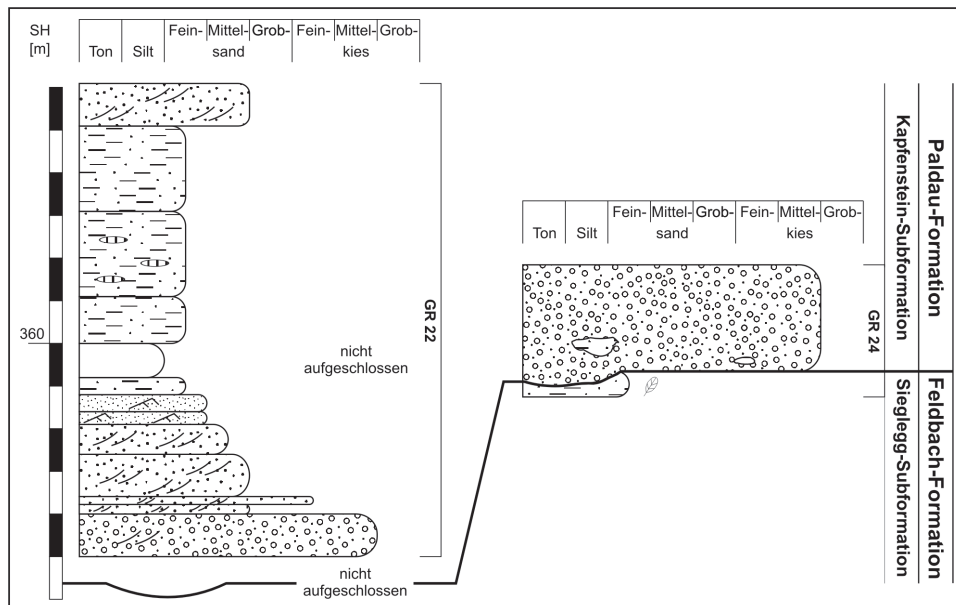 SH
[m]
Fein- Mittel- Grob- Fein- Mittel- Grob-
Ton Silt sand kies
360
nicht
aufgeschlossen
nicht
aufgeschlossen
GR 22
Fein- Mittel- Grob- Fein- Mittel- Grob-
Ton Silt sand kies
GR 24
Kapfenstein-Subformation
Paldau-Formation
Sieglegg-Subformation
Feldbach-Formation